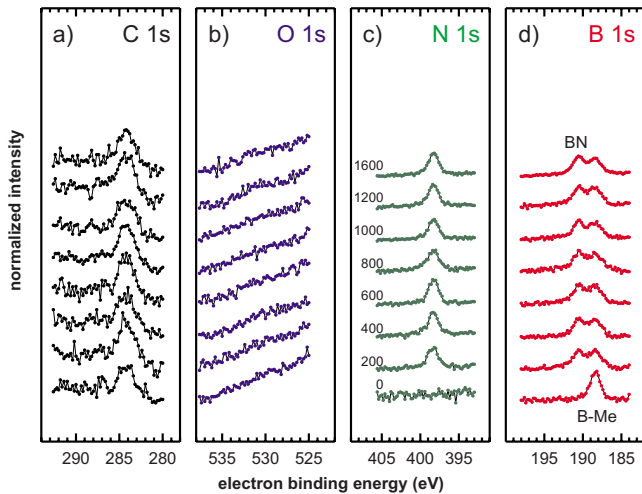 a) C 1s
b) O 1s
c) N 1s
d) B 1s
normalized intensity
BN
1600
1200
1000
800
600
400
200
0
B-Me
290 285 280
535 530 525
405 400 395
195 190 185
electron binding energy (eV)